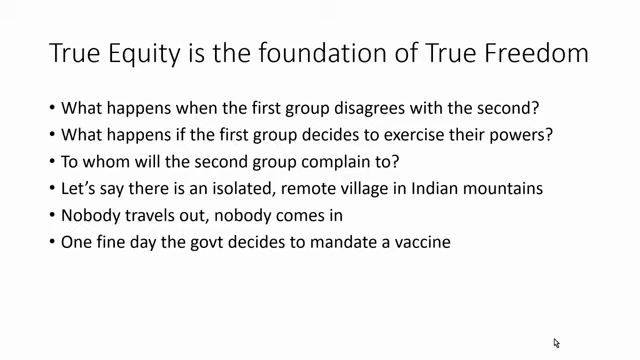 True Equity is the foundation of True Freedom
• What happens when the first group disagrees with the second?
• What happens if the first group decides to exercise their powers?
• To whom will the second group complain to?
• Let's say there is an isolated, remote village in Indian mountains
• Nobody travels out, nobody comes in
• One fine day the govt decides to mandate a vaccine